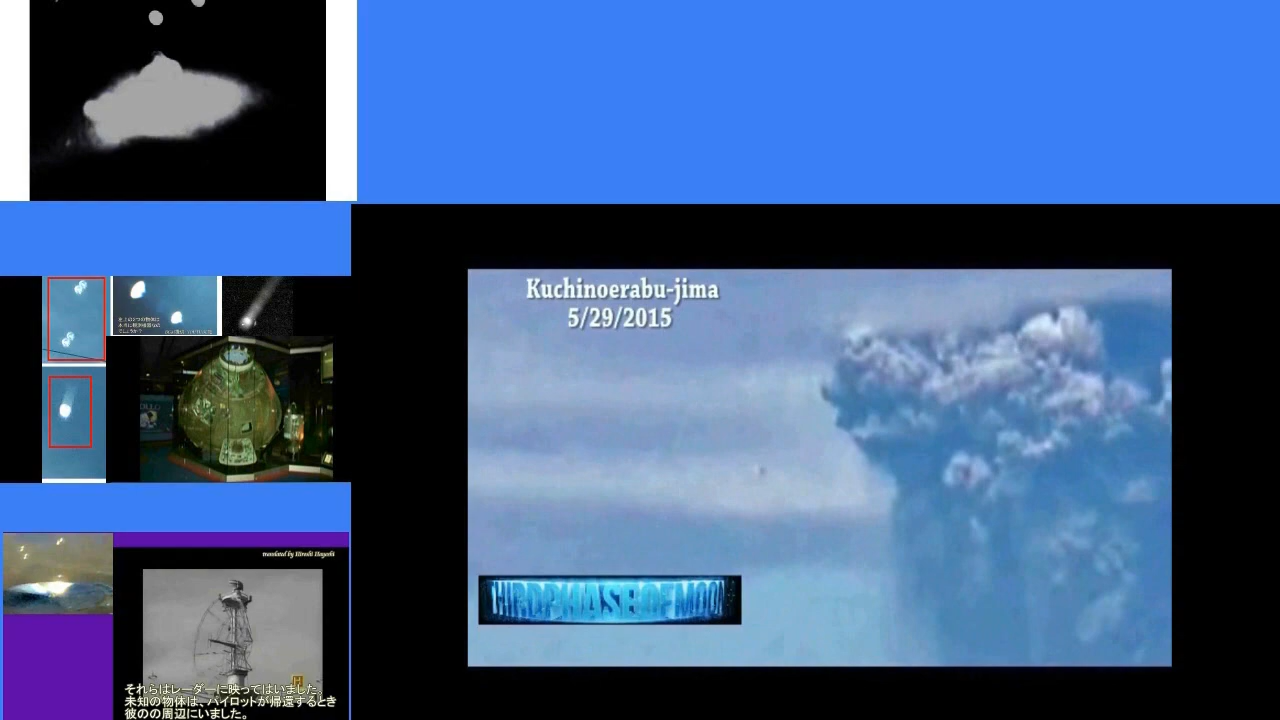 Kuchinoerabu-jima
5/29/2015
THIRDPHASEOFMOON
translated by Hiroshi Hayashi
それらはレーダーに映ってはいました。
未知の物体は、パイロットが帰還するとき
彼のの周辺にいました。